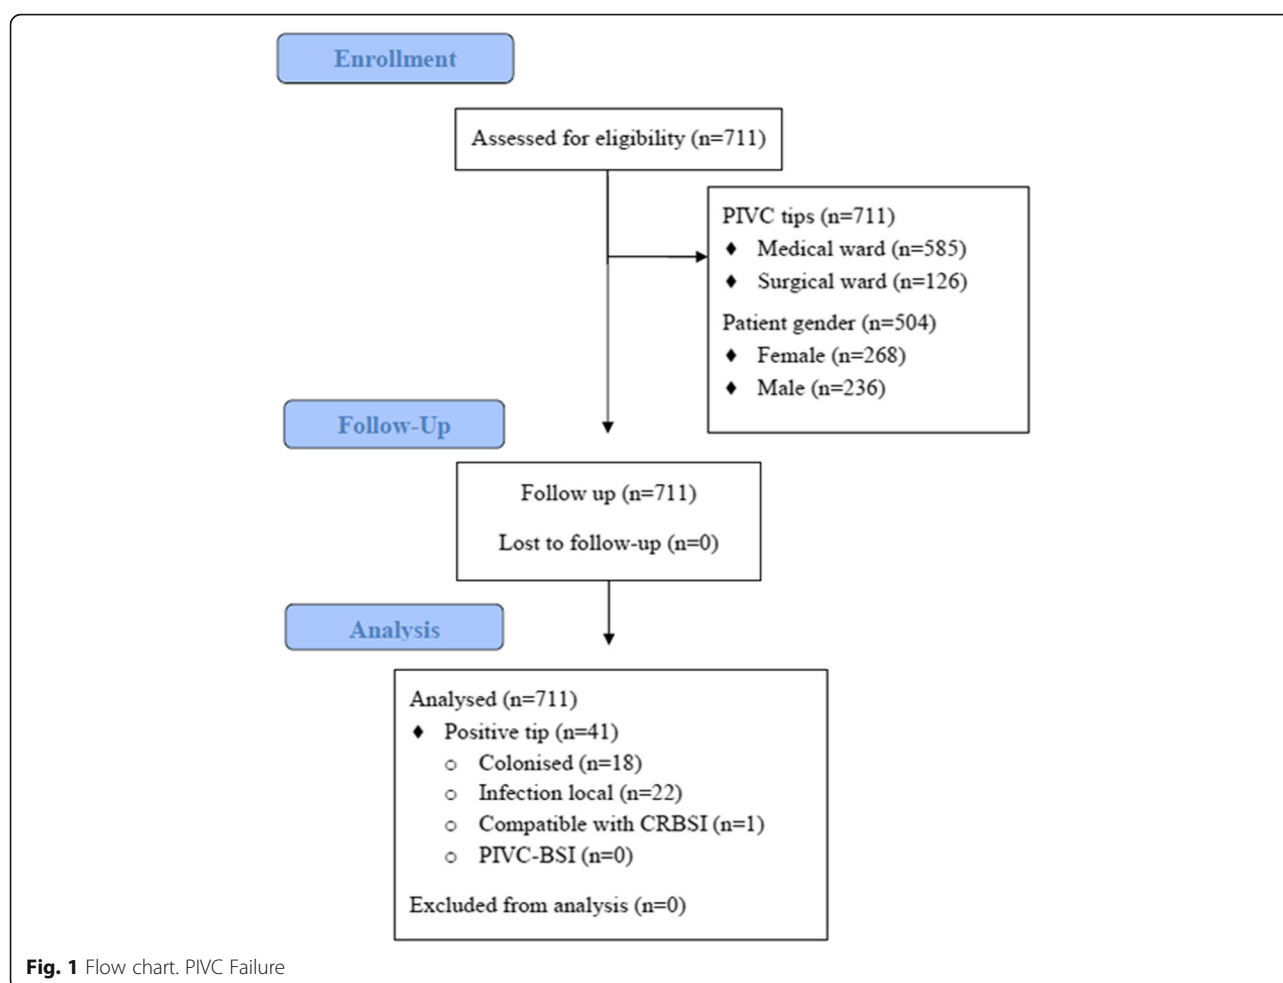 Enrollment
Assessed for eligibility (n=711)
PIVC tips (n=711)
♦ Medical ward (n=585)
♦ Surgical ward (n=126)
Patient gender (n=504)
♦ Female (n=268)
♦ Male (n=236)
Follow-Up
Follow up (n=711)
Lost to follow-up (n=0)
Analysis
Analysed (n=711)
♦ Positive tip (n=41)
o Colonised (n=18)
o Infection local (n=22)
o Compatible with CRBSI (n=1)
o PIVC-BSI (n=0)
Excluded from analysis (n=0)
Fig. 1 Flow chart. PIVC Failure